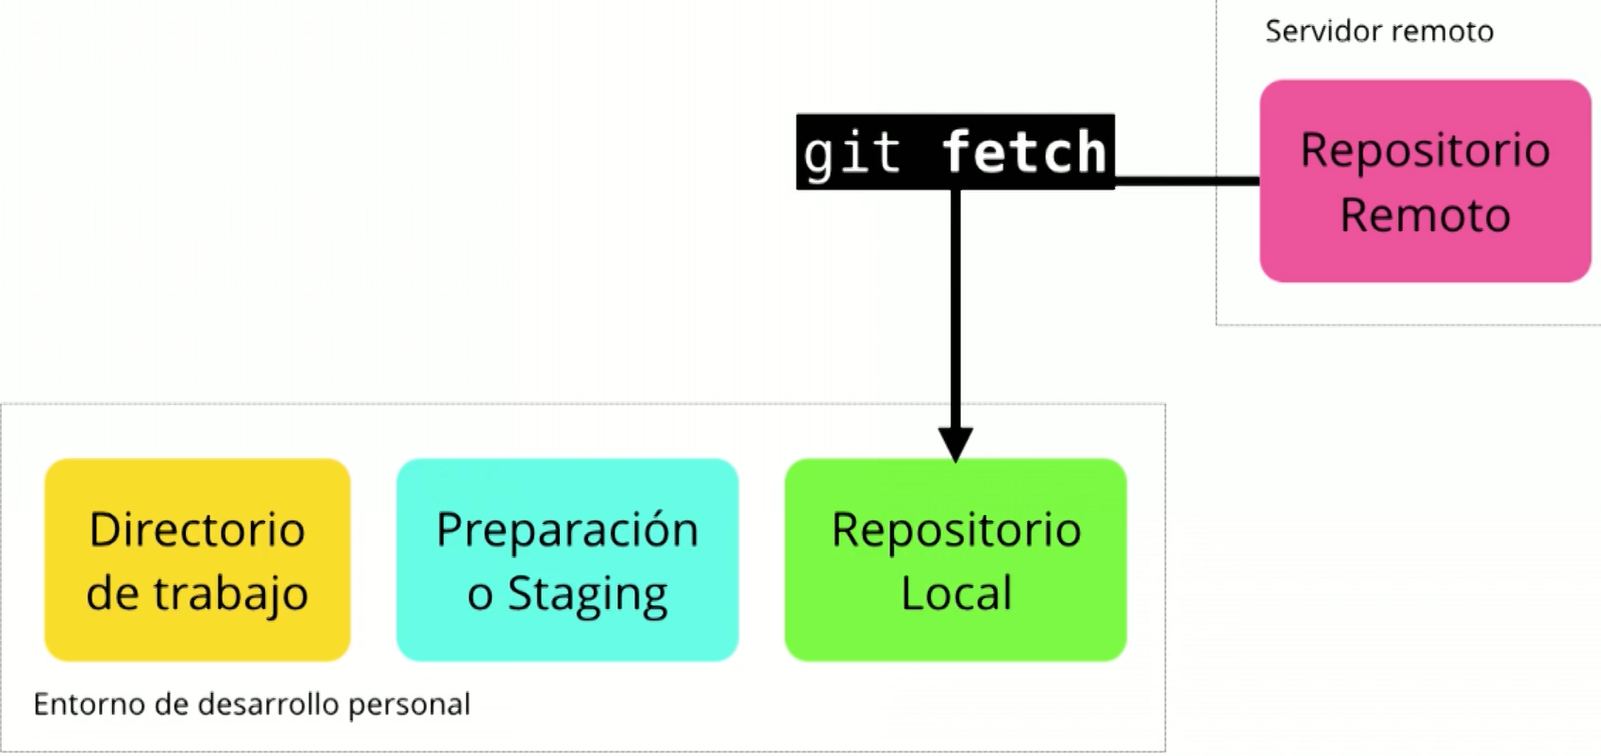 Servidor remoto
git fetch
Repositorio
Remoto
Directorio
de trabajo
Preparación
o Staging
Repositorio
Local
Entorno de desarrollo personal